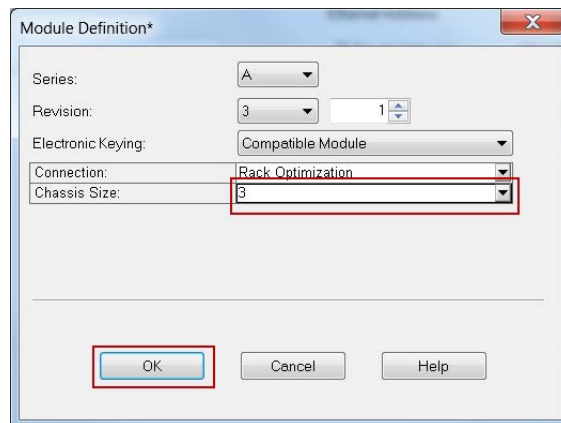 Module Definition*
Series: A
Revision: 3 1
Electronic Keying: Compatible Module
Connection: Rack Optimization
Chassis Size: 3
OK Cancel Help